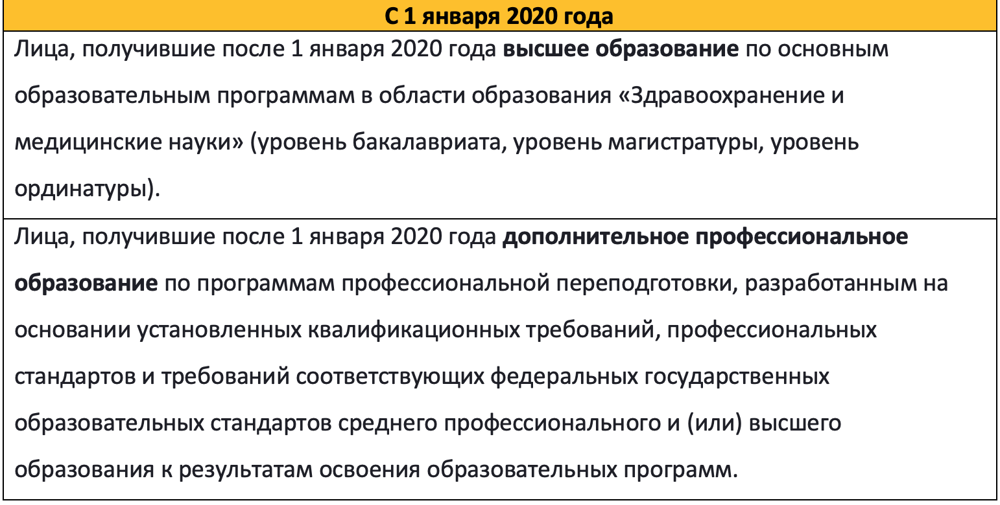 С 1 января 2020 года
Лица, получившие после 1 января 2020 года высшее образование по основным
образовательным программам в области образования «Здравоохранение и
медицинские науки» (уровень бакалавриата, уровень магистратуры, уровень
ординатуры).
Лица, получившие после 1 января 2020 года дополнительное профессиональное
образование по программам профессиональной переподготовки, разработанным на
основании установленных квалификационных требований, профессиональных
стандартов и требований соответствующих федеральных государственных
образовательных стандартов среднего профессионального и (или) высшего
образования к результатам освоения образовательных программ.